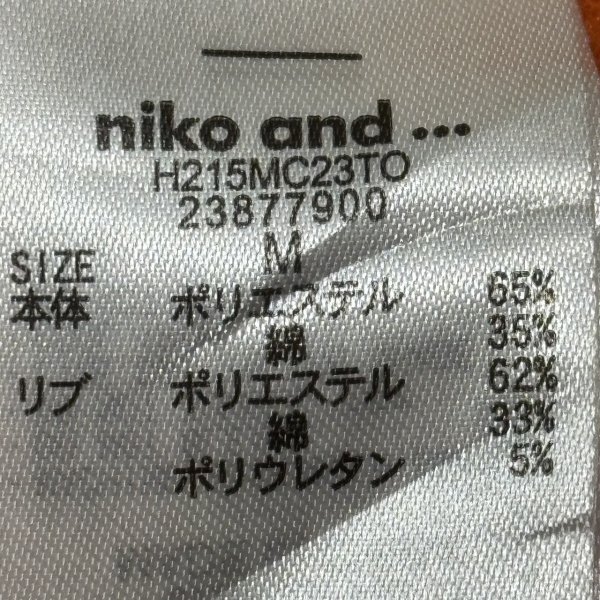 niko and ...
H215MC23TO
23877900
SIZE M
本体 ポリエステル 65%
綿 35%
リブ ポリエステル 62%
綿 33%
ポリウレタン 5%